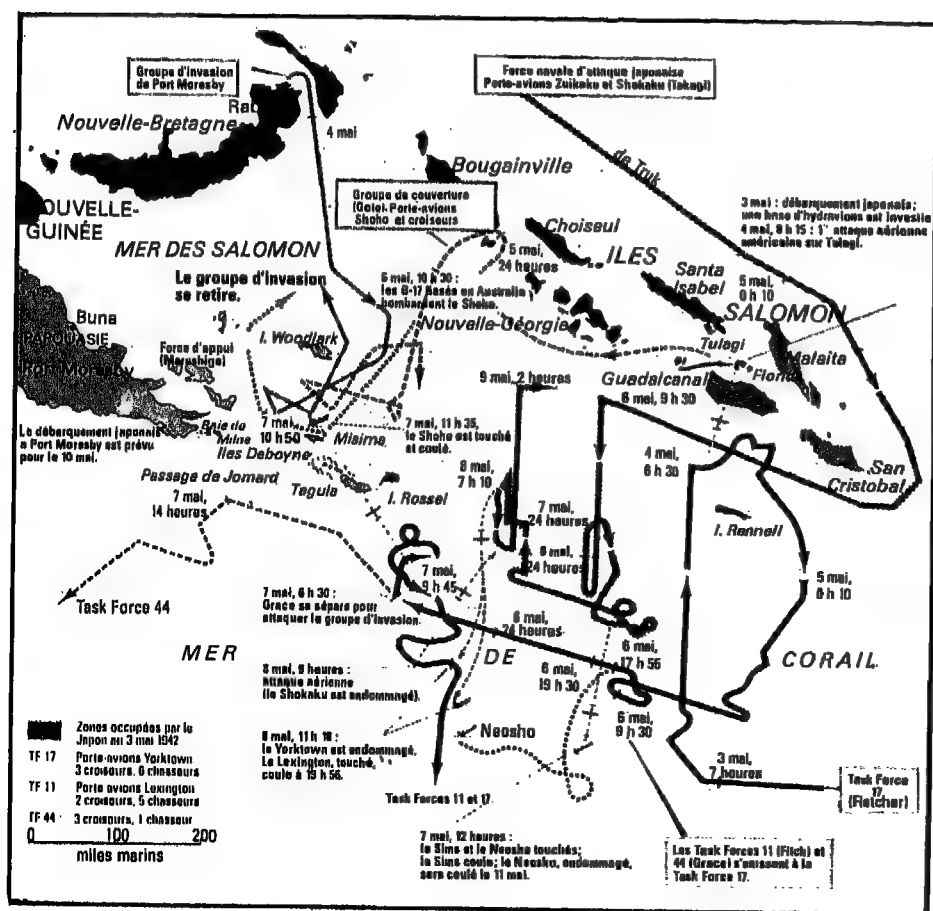 Groupe d'invasion
de Port Moresby
Force navale d'attaque japonaise
Porte-avions Zuikaku et Shokaku (Takagi)
Rab
Nouvelle-Bretagne
4 mai
Bougainville
de Truk
OUVELLE-
GUINÉE
Groupe de couverture
(Goto). Porte-avions
Shoho et croiseurs
Choiseul
3 mai : débarquement japonais;
une base d'hydravions est investie
4 mai, 8 h 15 : 1re attaque aérienne
américaine sur Tulagi.
MER DES SALOMON
5 mai,
24 heures
ILES
Le groupe d'invasion
se retire.
6 mai, 10 h 30 :
les B-17 basés en Australie
bombardent le Shoho.
Santa
Isabel
5 mai,
0 h 10
SALOMON
Buna
PAPOUASIE
Port Moresby
I. Woodlark
Nouvelle-Géorgie
Tulagi
Malaita
Force d'appui
(Marushige)
Florida
Guadalcanal
6 mai, 9 h 30
9 mai, 2 heures
Le débarquement japonais
à Port Moresby est prévu
pour le 10 mai.
Baie de
Milne
7 mai,
10 h 50
Misima
7 mai, 11 h 35,
le Shoho est touché
et coulé.
Iles Deboyne
Passage de Jomard
Tagula
I. Rossel
8 mai,
7 h 10
4 mai,
6 h 30
San
Cristobal
7 mai,
14 heures
7 mai,
24 heures
I. Rennell
6 mai,
24 heures
7 mai,
9 h 45
5 mai,
0 h 10
Task Force 44
7 mai, 6 h 30 :
Grace se sépare pour
attaquer le groupe d'invasion.
6 mai,
24 heures
6 mai,
17 h 55
MER
DE
CORAIL
6 mai,
19 h 30
8 mai, 9 heures :
attaque aérienne
(le Shokaku est endommagé).
6 mai,
9 h 30
Zones occupées par le
Japon au 3 mai 1942
8 mai, 11 h 18 :
le Yorktown est endommagé.
Le Lexington, touché,
coule à 19 h 56.
Neosho
TF 17 Porte-avions Yorktown
3 croiseurs, 6 chasseurs
3 mai,
7 heures
TF 11 Porte avions Lexington
2 croiseurs, 5 chasseurs
Task Forces 11 et 17.
Task Force
17
(Fletcher)
TF 44 3 croiseurs, 1 chasseur
0 100 200
miles marins
7 mai, 12 heures :
le Sims et le Neosho touchés;
le Sims coule; le Neosho, endommagé,
sera coulé le 11 mai.
Les Task Forces 11 (Fitch) et
44 (Grace) s'unissent à la
Task Force 17.